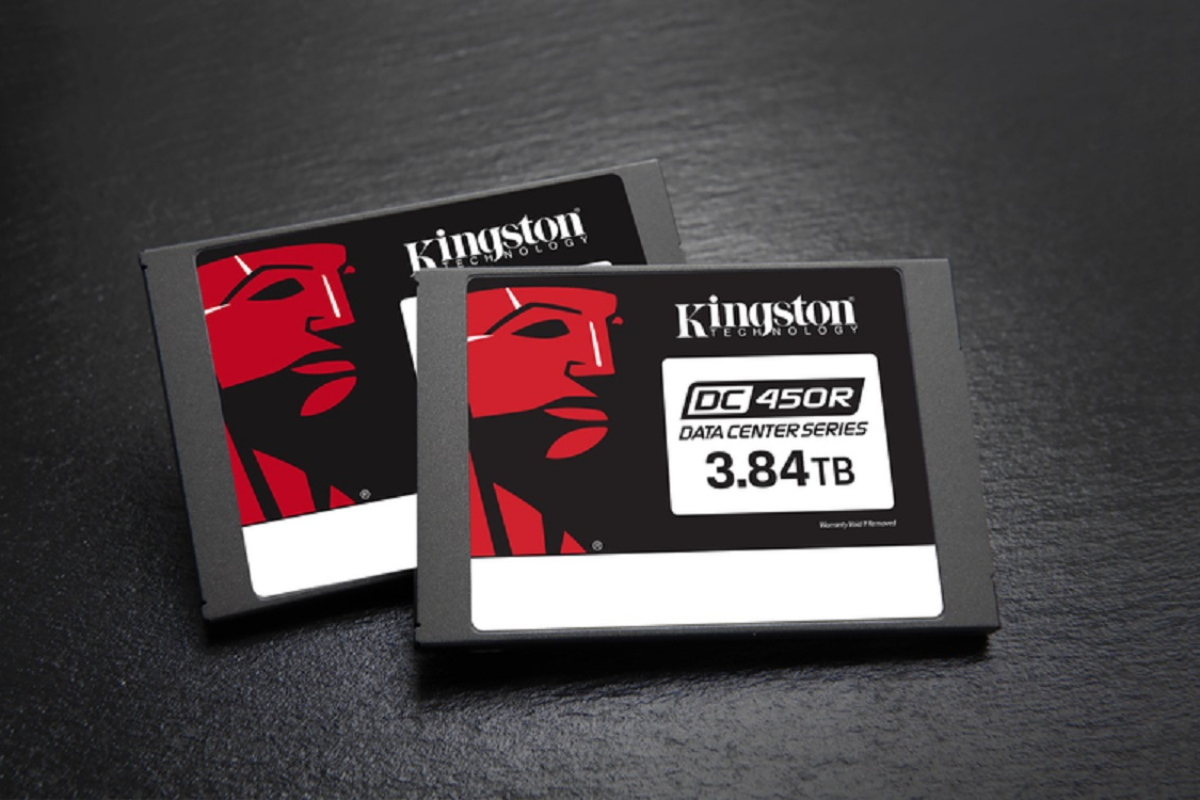 Kingston
TECHNOLOGY
®
Kingston®
TECHNOLOGY
DC 450R
DATA CENTER SERIES
3.84TB
Warranty Void If Removed
®